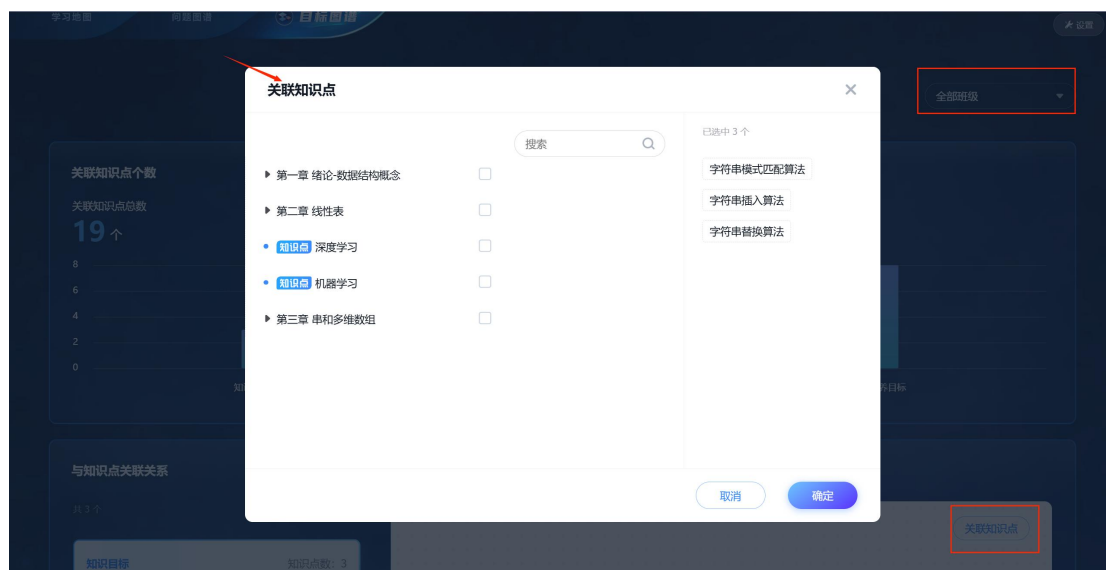 学习地图
问题图谱
目标图谱
设置
关联知识点
全部班级
搜索
已选中 3 个
第一章 绪论-数据结构概念
第二章 线性表
知识点 深度学习
知识点 机器学习
第三章 串和多维数组
字符串模式匹配算法
字符串插入算法
字符串替换算法
关联知识点个数
关联知识点总数
19 个
8
6
4
2
0
养目标
与知识点关联关系
共 3 个
取消
确定
关联知识点
知识目标
知识点数: 3